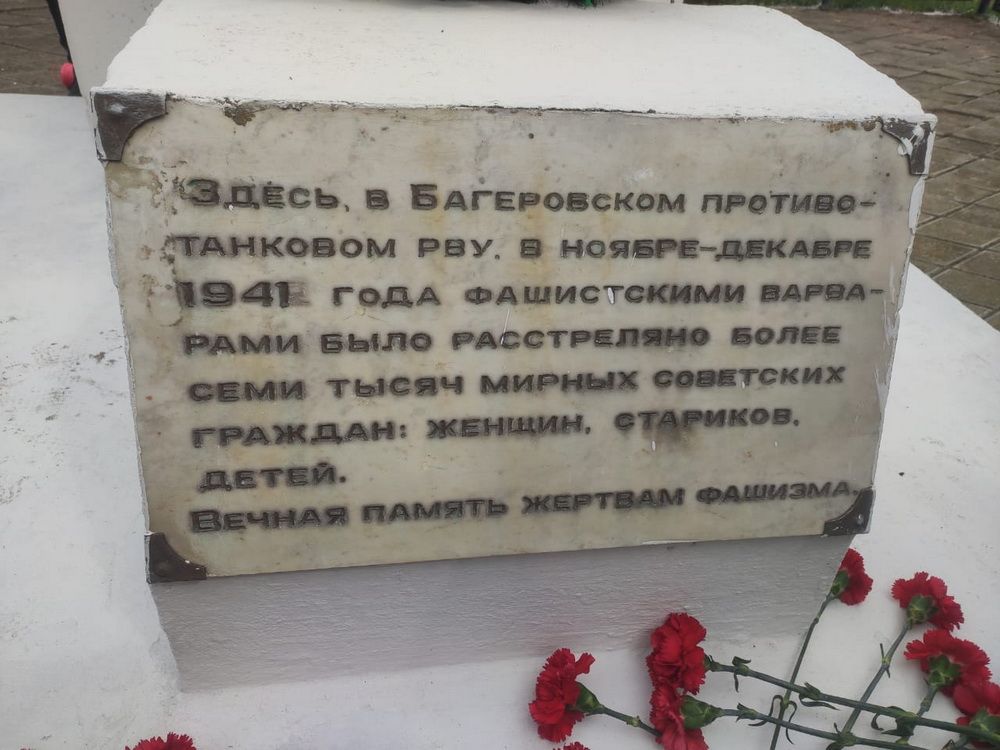 Здесь, в Багеровском противо-
танковом рву, в ноябре-декабре
1941 года фашистскими варва-
рами было расстреляно более
семи тысяч мирных советских
граждан: женщин, стариков,
детей.
Вечная память жертвам фашизма.